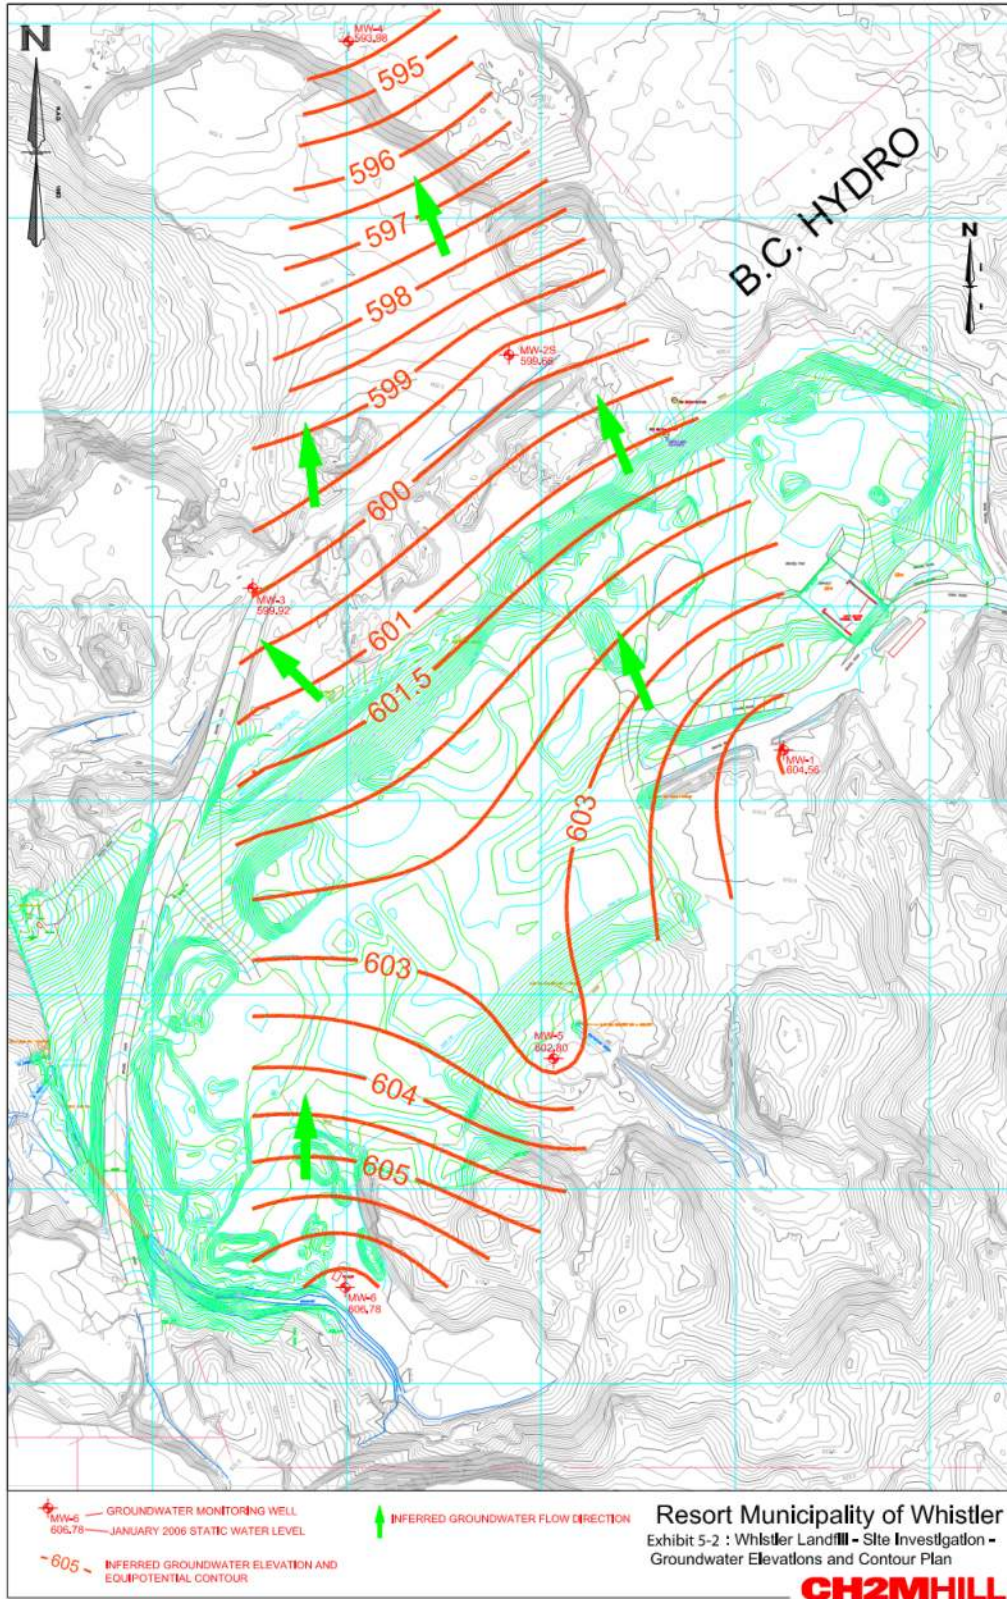 N
MW-4
593.98
595
596
597
B.C. HYDRO
N
598
MW-2S
599.68
599
600
MW-3
599.92
601
601.5
MW-1
604.56
603
603
MW-5
602.80
604
605
MW-6
606.78
MW-6
606.78
GROUNDWATER MONITORING WELL
JANUARY 2006 STATIC WATER LEVEL
- 605 -
INFERRED GROUNDWATER ELEVATION AND
EQUIPOTENTIAL CONTOUR
INFERRED GROUNDWATER FLOW DIRECTION
Resort Municipality of Whistler
Exhibit 5-2 : Whistler Landfill - Site Investigation -
Groundwater Elevations and Contour Plan
CH2MHILL